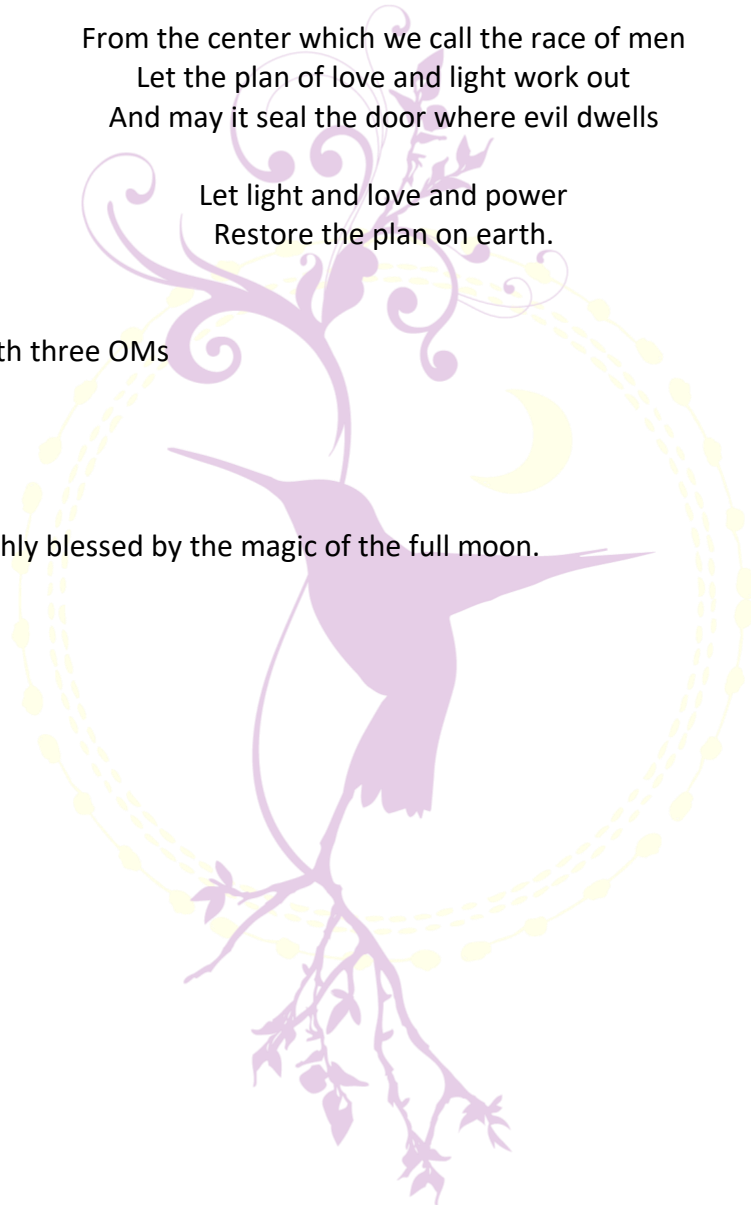 From the center which we call the race of men
Let the plan of love and light work out
And may it seal the door where evil dwells
Let light and love and power
Restore the plan on earth.
three OMs
blessed by the magic of the full moon.